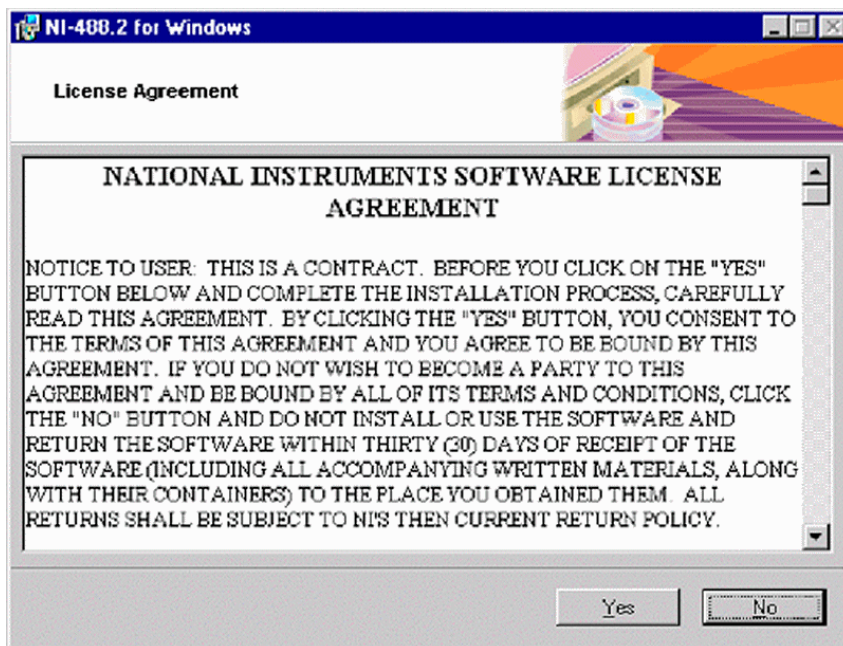 NI-488.2 for Windows
License Agreement
NATIONAL INSTRUMENTS SOFTWARE LICENSE
AGREEMENT
NOTICE TO USER: THIS IS A CONTRACT. BEFORE YOU CLICK ON THE "YES"
BUTTON BELOW AND COMPLETE THE INSTALLATION PROCESS, CAREFULLY
READ THIS AGREEMENT. BY CLICKING THE "YES" BUTTON, YOU CONSENT TO
THE TERMS OF THIS AGREEMENT AND YOU AGREE TO BE BOUND BY THIS
AGREEMENT. IF YOU DO NOT WISH TO BECOME A PARTY TO THIS
AGREEMENT AND BE BOUND BY ALL OF ITS TERMS AND CONDITIONS, CLICK
THE "NO" BUTTON AND DO NOT INSTALL OR USE THE SOFTWARE AND
RETURN THE SOFTWARE WITHIN THIRTY (30) DAYS OF RECEIPT OF THE
SOFTWARE (INCLUDING ALL ACCOMPANYING WRITTEN MATERIALS, ALONG
WITH THEIR CONTAINERS) TO THE PLACE YOU OBTAINED THEM. ALL
RETURNS SHALL BE SUBJECT TO NI'S THEN CURRENT RETURN POLICY.
Yes No